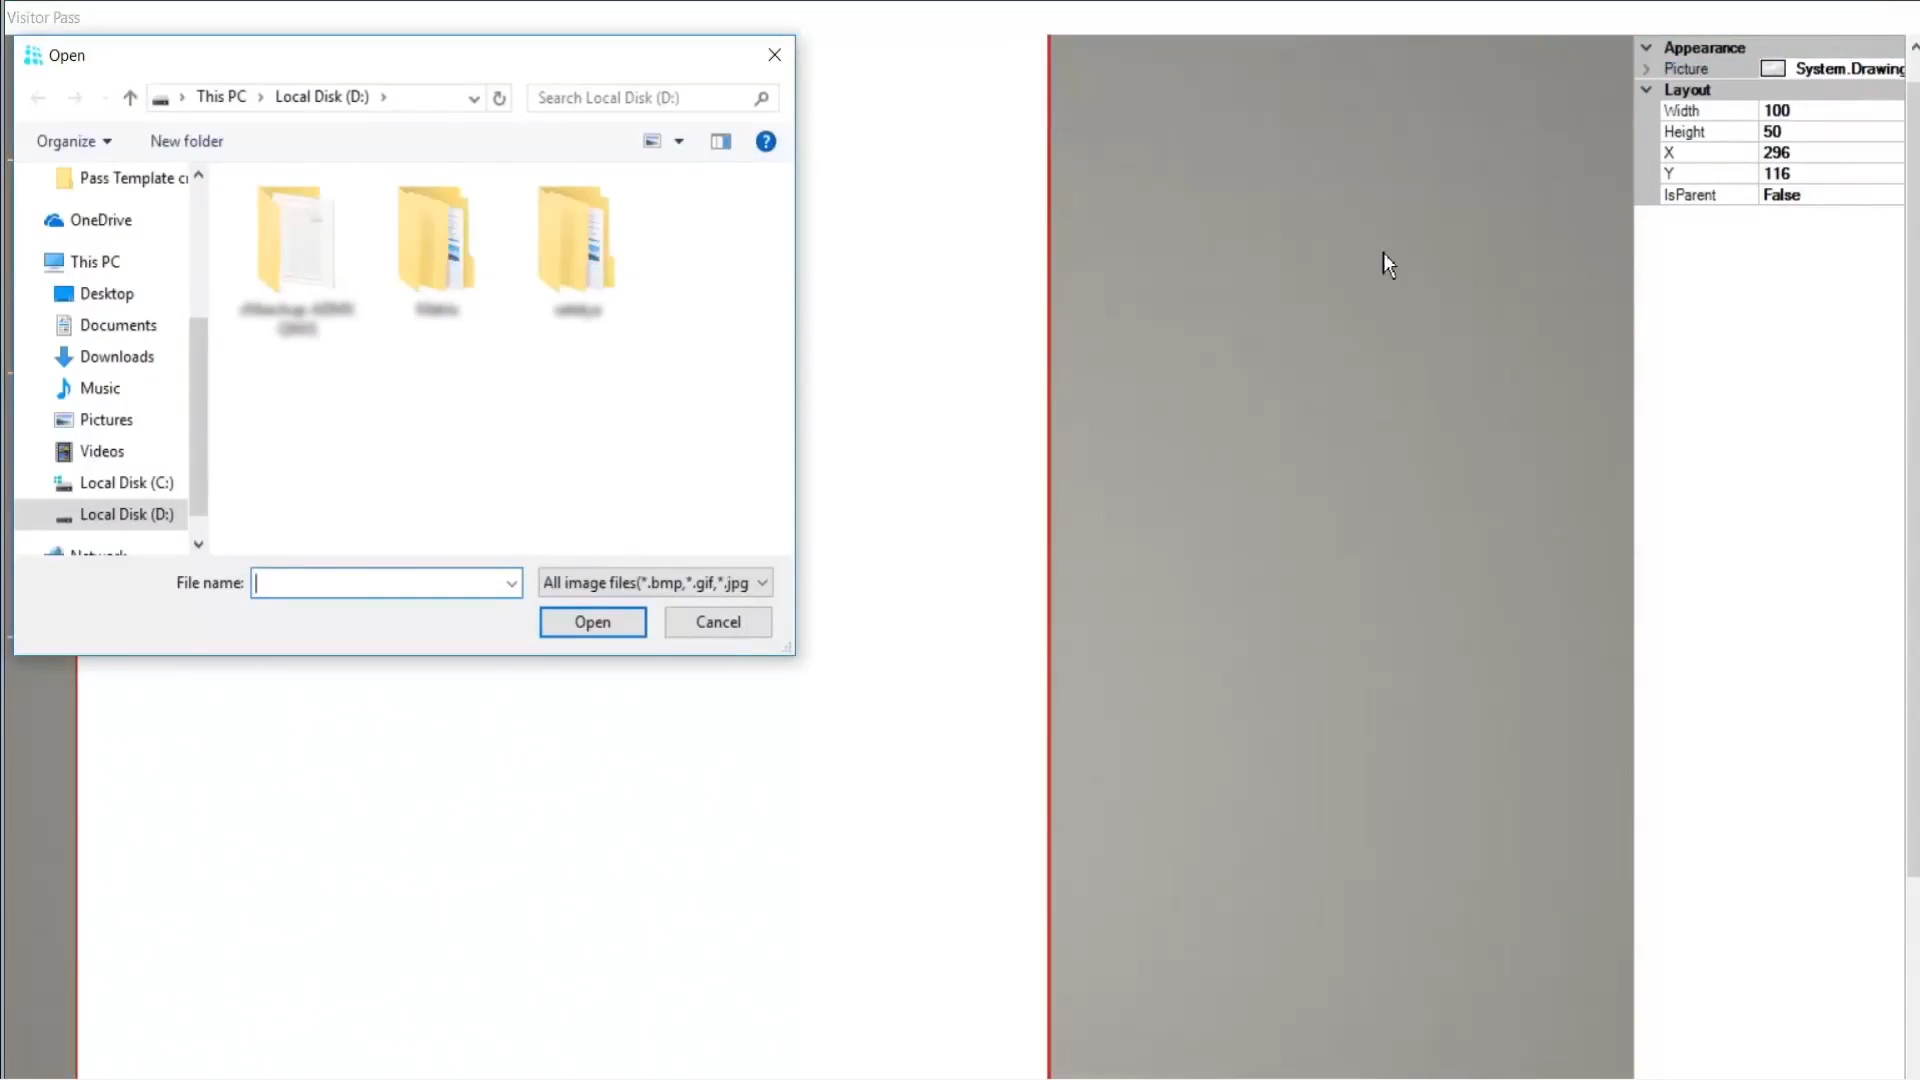 Visitor Pass
Open
This PC
Local Disk (D:)
Search Local Disk (D:)
Organize
New folder
Pass Template cr
OneDrive
This PC
Desktop
Documents
Downloads
Music
Pictures
Videos
Local Disk (C:)
Local Disk (D:)
Network
File name:
All image files(*.bmp,*.gif,*.jpg
Open
Cancel
Appearance
Picture System.Drawing
Layout
Width 100
Height 50
X 296
Y 116
IsParent False